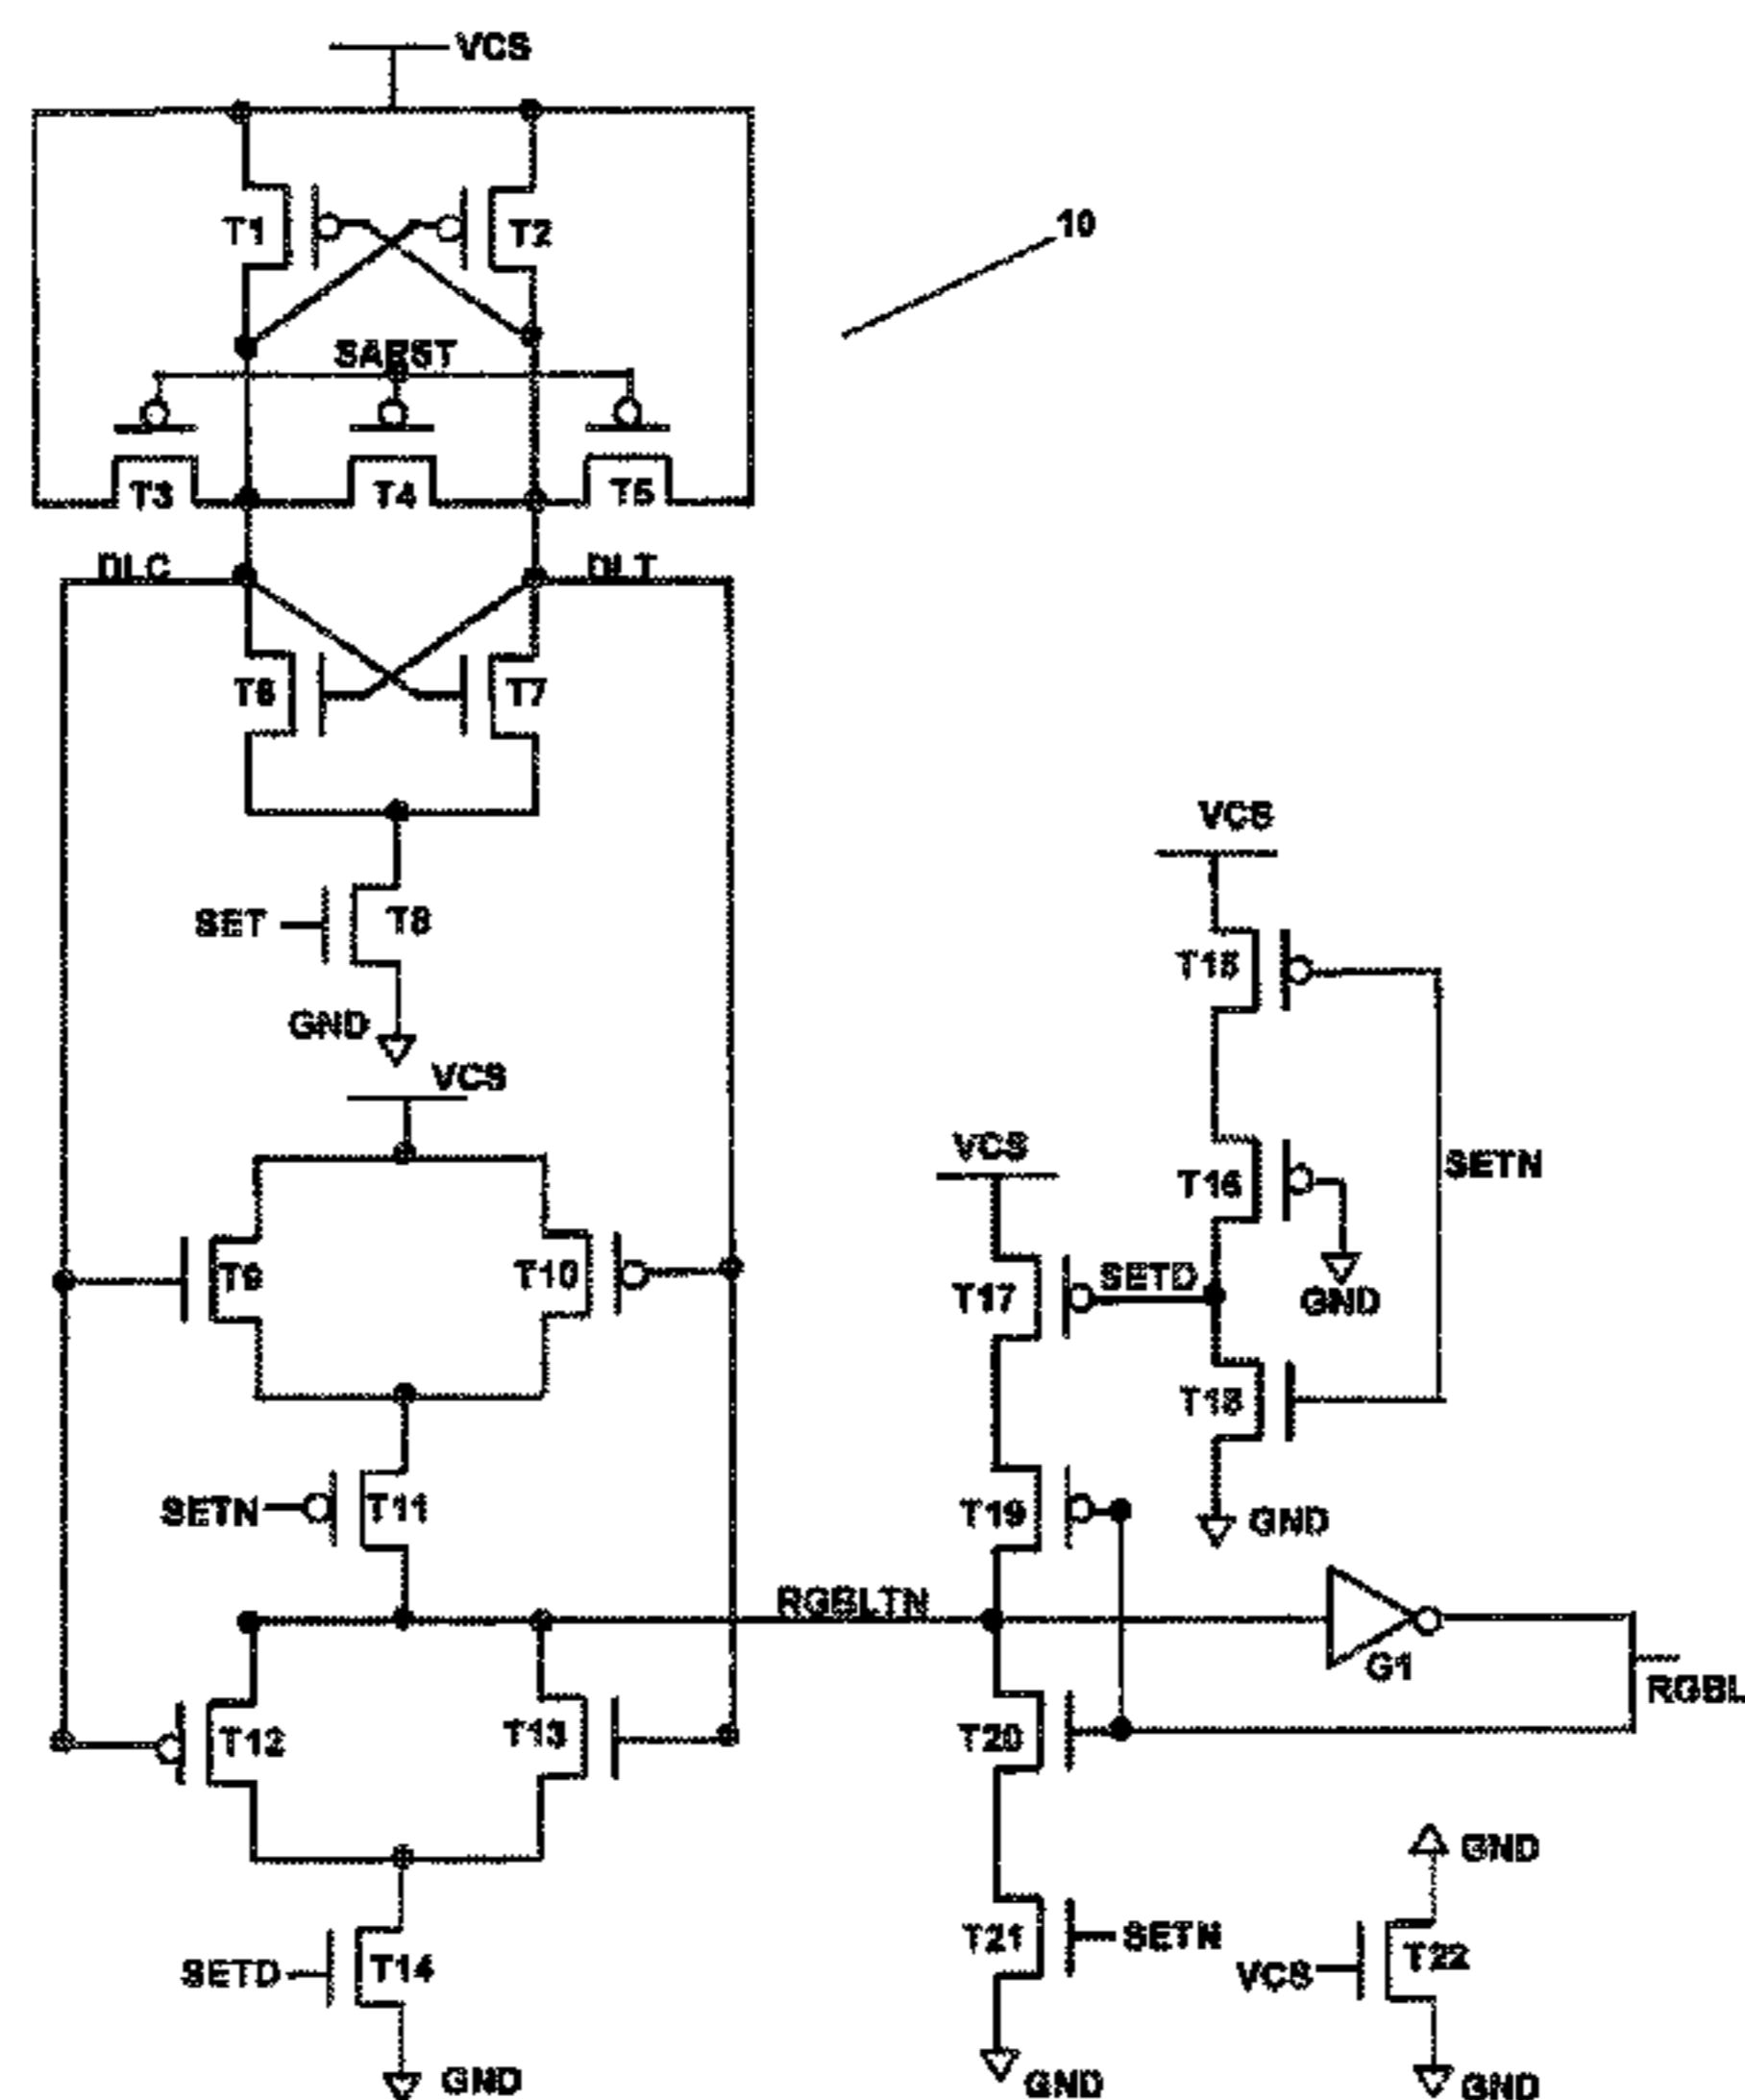 VCS
10
T1
T2
SARST
T3
T4
T5
DLC
DLT
T6
T7
VCS
SET
T8
T15
GND
VCS
VCS
SETN
T16
T9
T10
SETD
T17
GND
T18
SETN
T11
T19
GND
RGBLTN
G1
RGBL
T12
T13
T20
GND
T21
SETN
T22
SETD
T14
VCS
GND
GND
GND